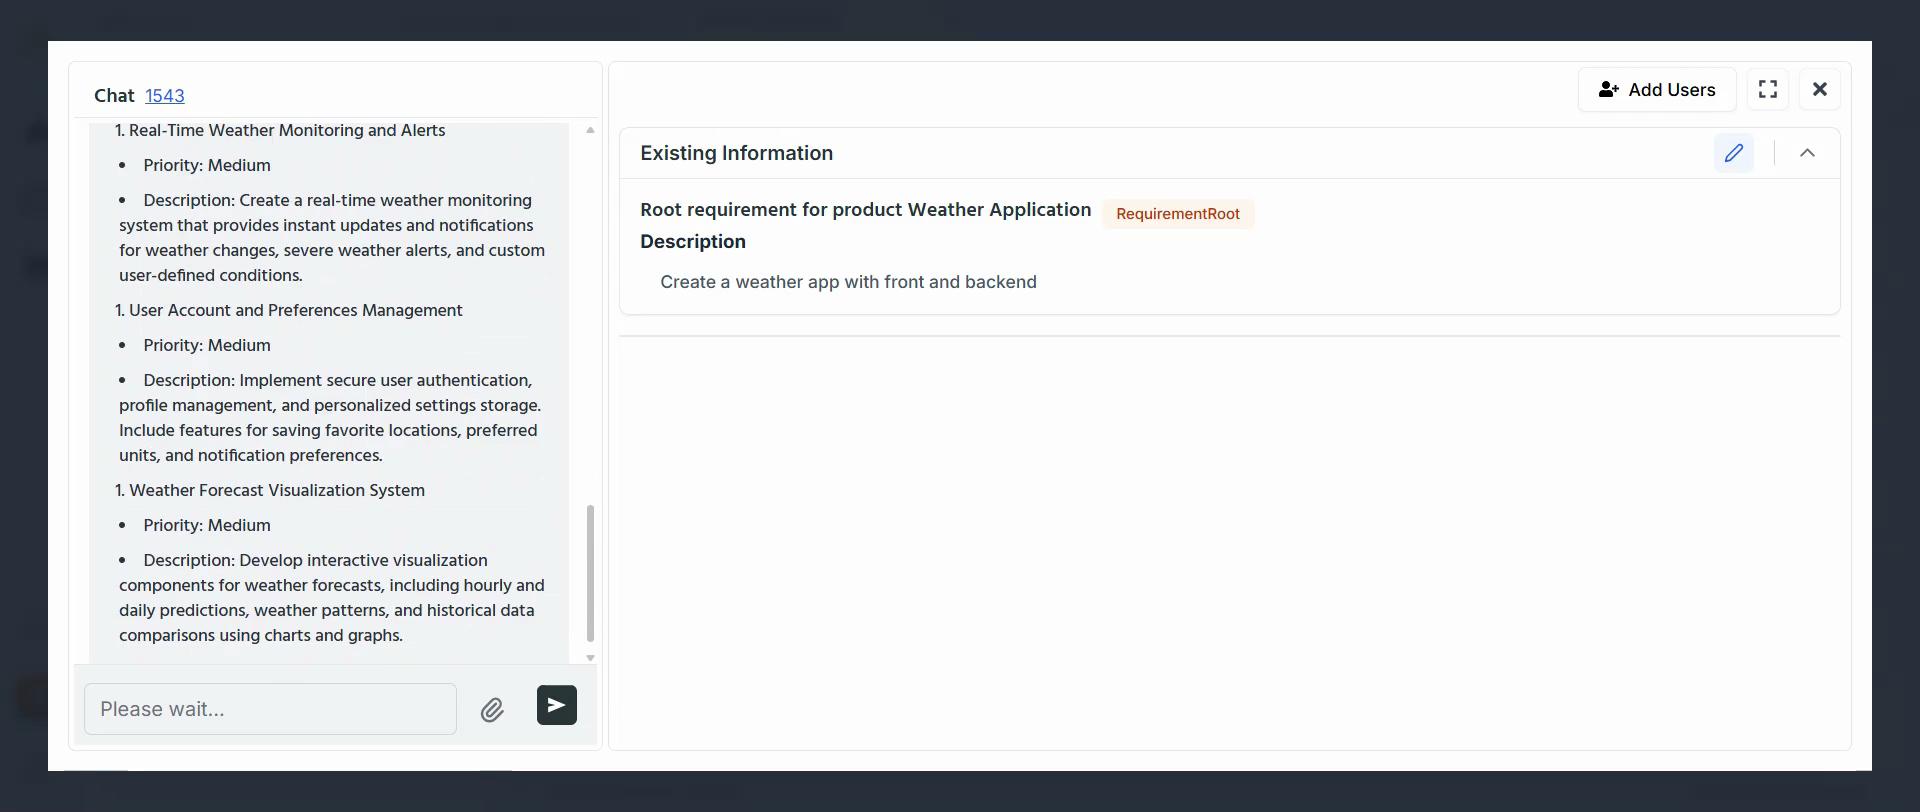 Chat 1543
1. Real-Time Weather Monitoring and Alerts
• Priority: Medium
• Description: Create a real-time weather monitoring
system that provides instant updates and notifications
for weather changes, severe weather alerts, and custom
user-defined conditions.
1. User Account and Preferences Management
• Priority: Medium
• Description: Implement secure user authentication,
profile management, and personalized settings storage.
Include features for saving favorite locations, preferred
units, and notification preferences.
1. Weather Forecast Visualization System
• Priority: Medium
• Description: Develop interactive visualization
components for weather forecasts, including hourly and
daily predictions, weather patterns, and historical data
comparisons using charts and graphs.
Please wait...
Add Users
Existing Information
Root requirement for product Weather Application RequirementRoot
Description
Create a weather app with front and backend